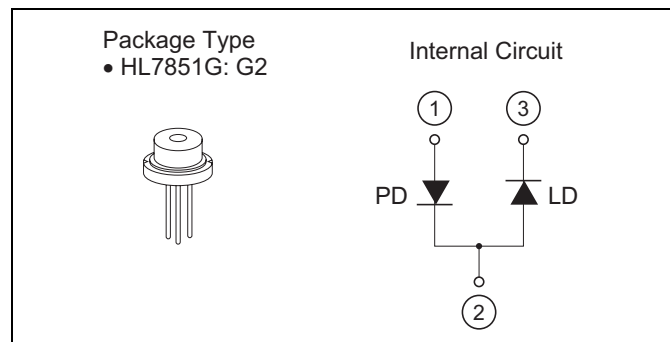 Package Type
• HL7851G: G2
Internal Circuit
1
3
PD
LD
2